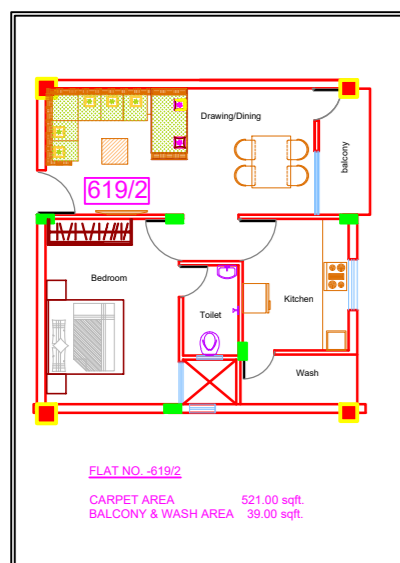 Drawing/Dining
balcony
619/2
Bedroom
Toilet
Kitchen
Wash
FLAT NO. -619/2
CARPET AREA 521.00 sqft.
BALCONY & WASH AREA 39.00 sqft.